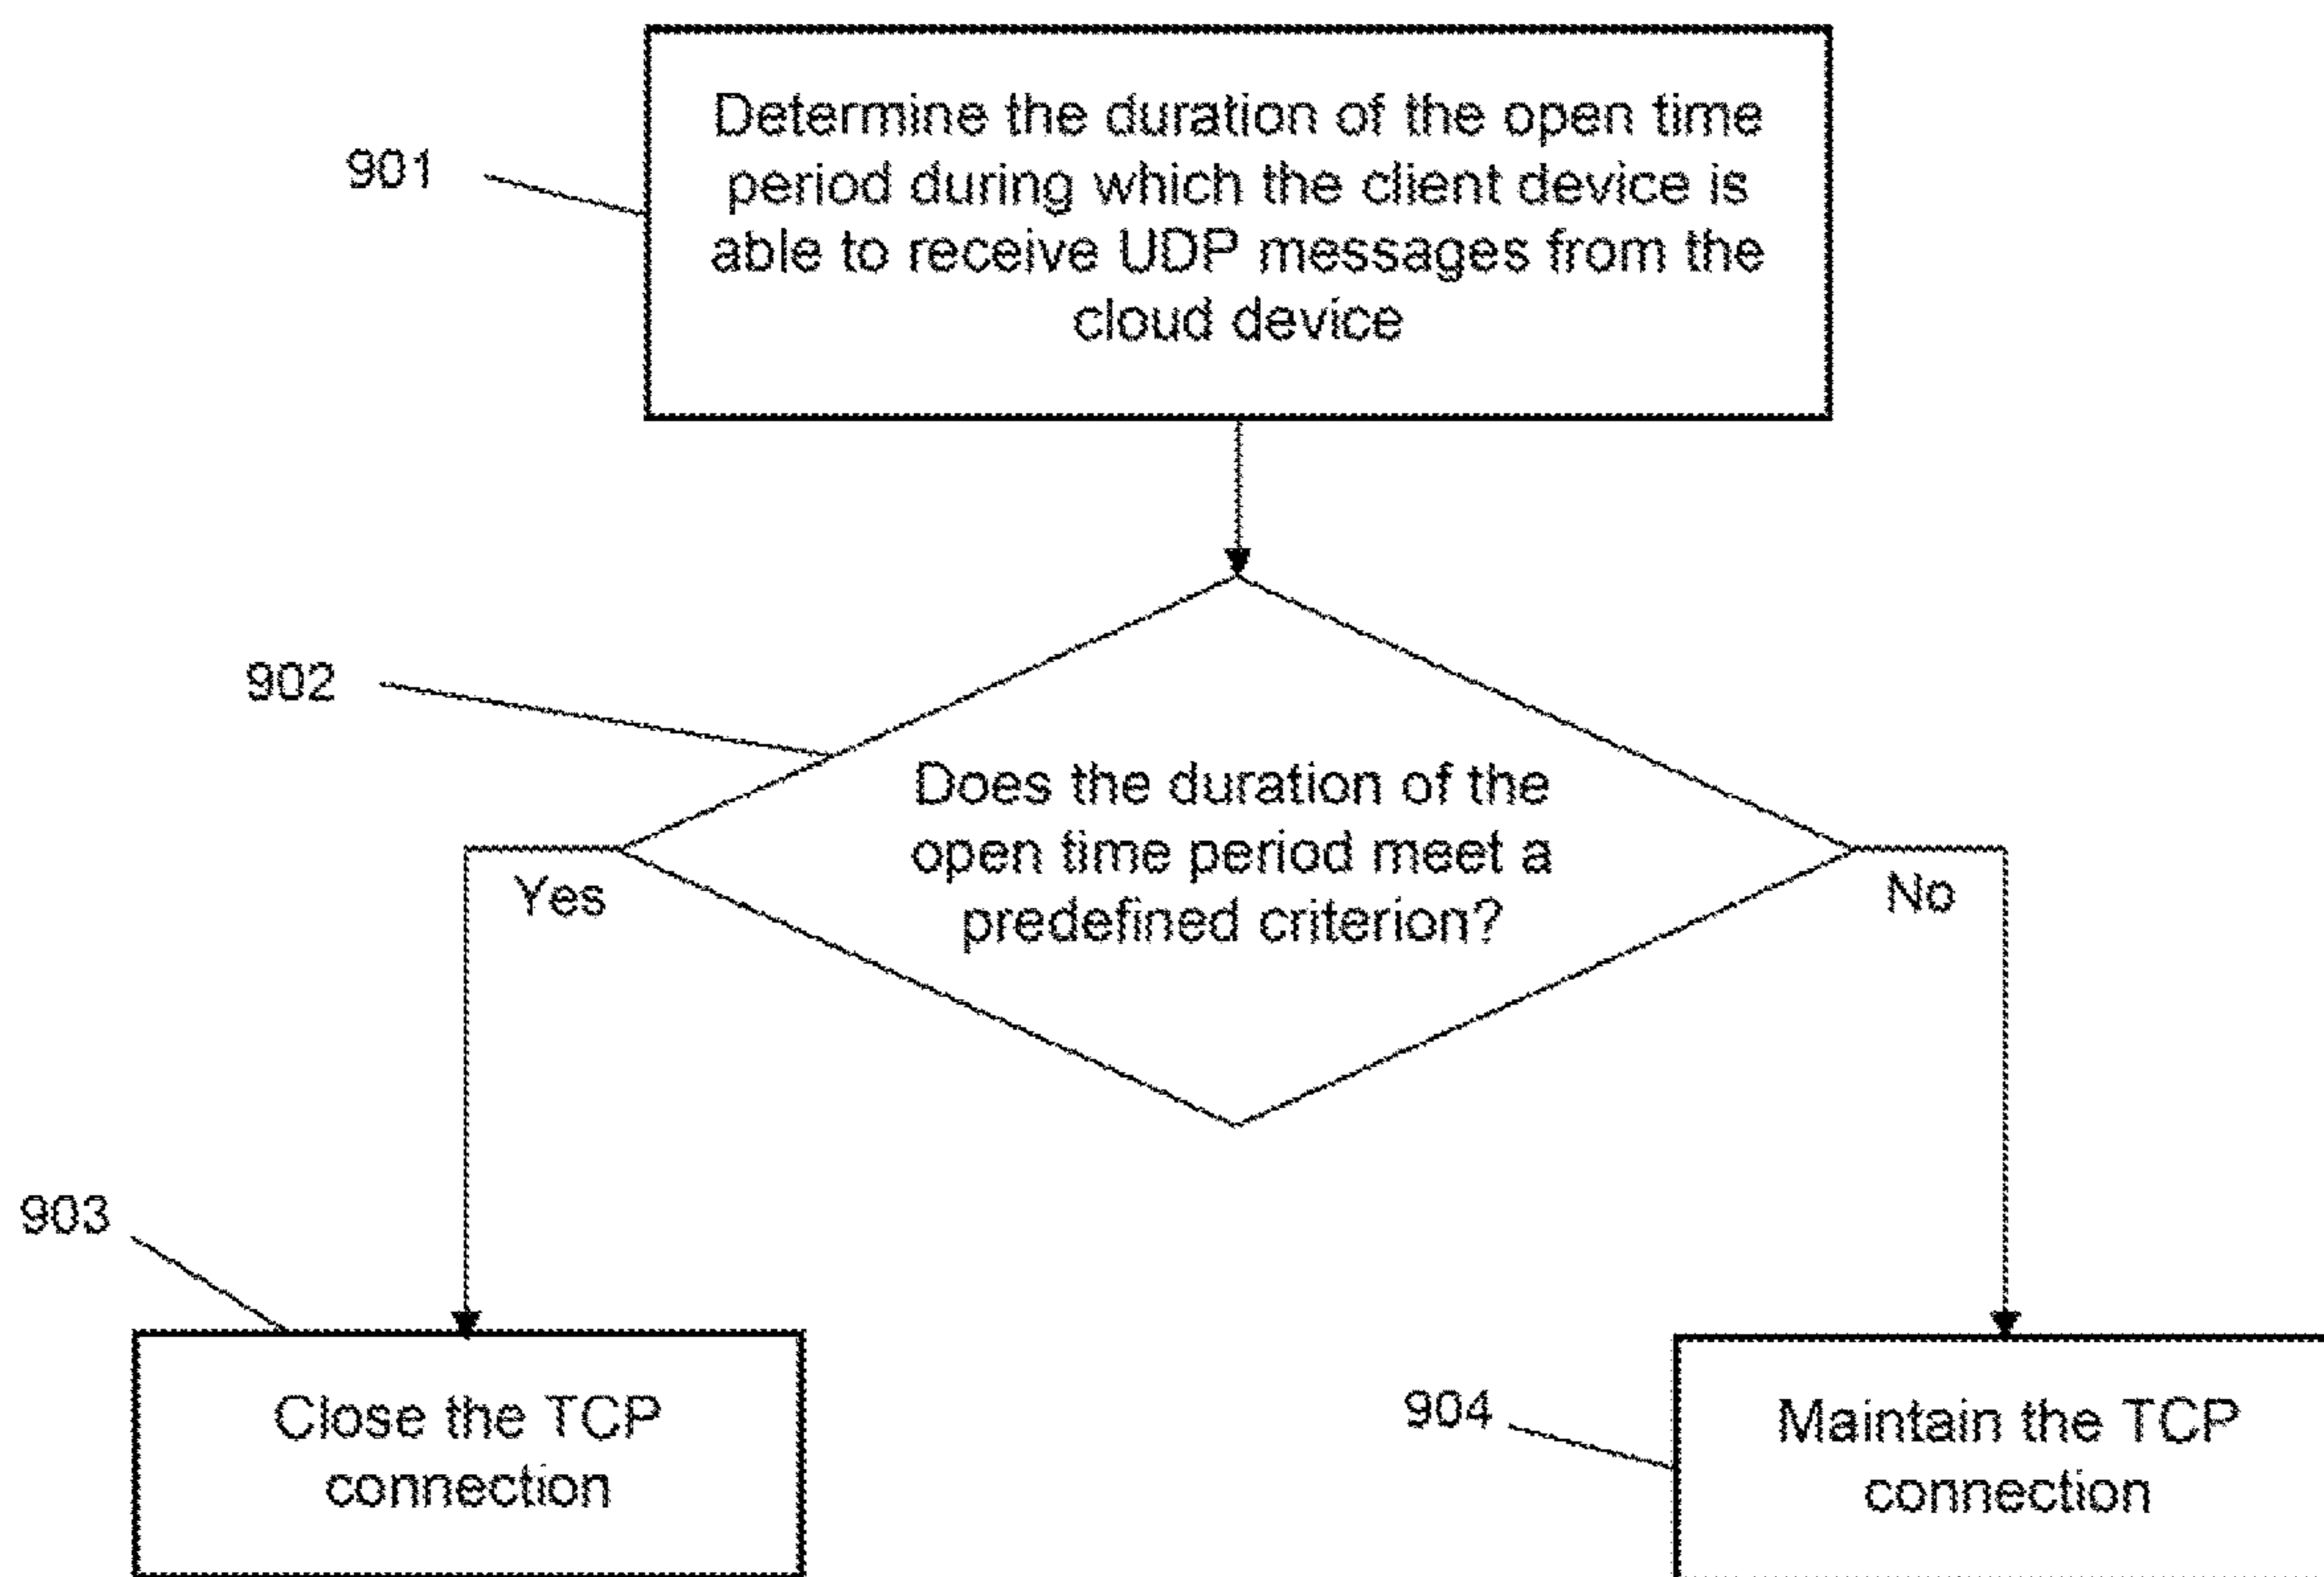 901
Determine the duration of the open time
period during which the client device is
able to receive UDP messages from the
cloud device
902
Does the duration of the
open time period meet a
predefined criterion?
Yes
No
903
Close the TCP
connection
904
Maintain the TCP
connection